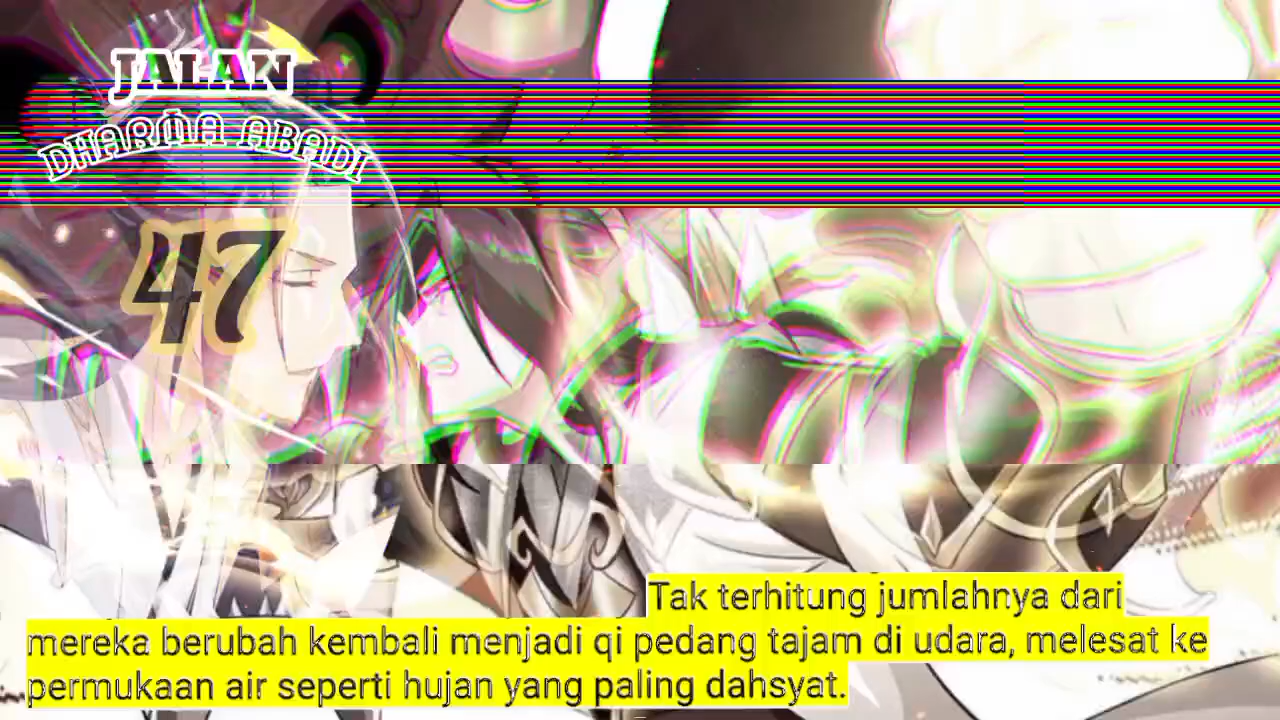 JALAN
DHARMA ABADI
47
Tak terhitung jumlahnya dari
mereka berubah kembali menjadi qi pedang tajam di udara, melesat ke
permukaan air seperti hujan yang paling dahsyat.